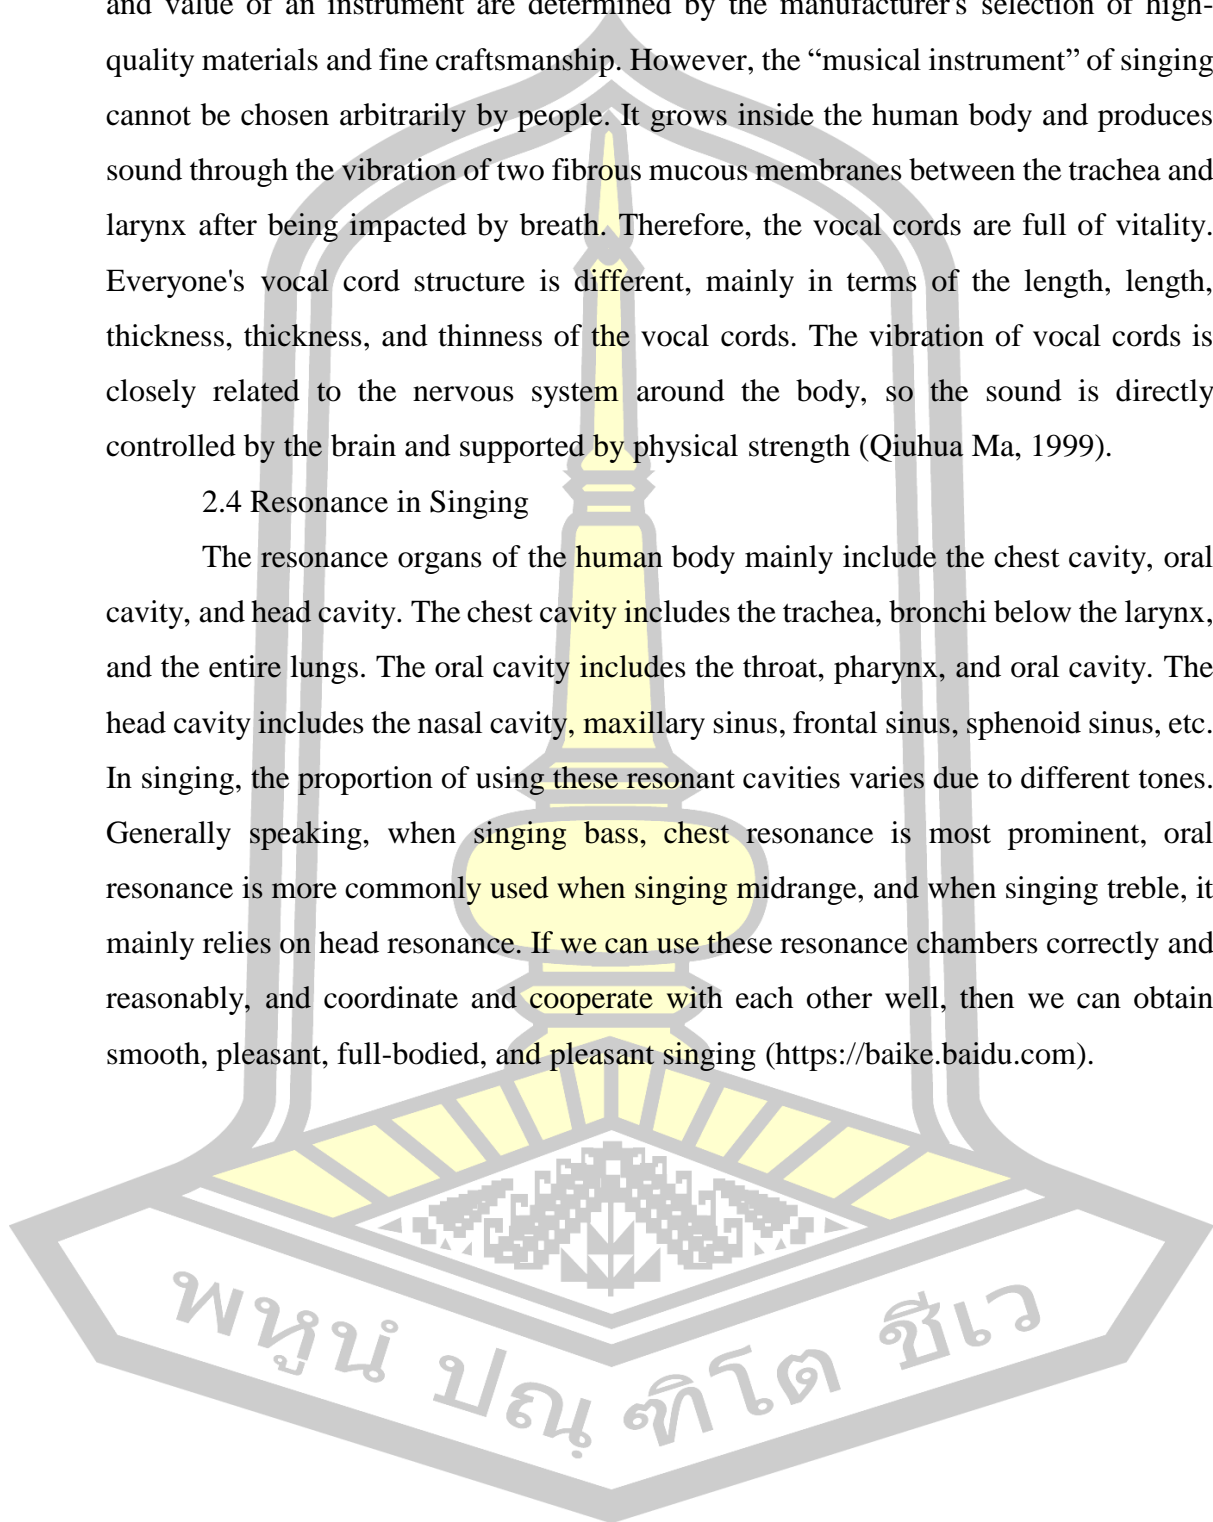 and value of an instrument are determined by the manufacturer's selection of high-
quality materials and fine craftsmanship. However, the “musical instrument” of singing
cannot be chosen arbitrarily by people. It grows inside the human body and produces
sound through the vibration of two fibrous mucous membranes between the trachea and
larynx after being impacted by breath. Therefore, the vocal cords are full of vitality.
Everyone's vocal cord structure is different, mainly in terms of the length, length,
thickness, thickness, and thinness of the vocal cords. The vibration of vocal cords is
closely related to the nervous system around the body, so the sound is directly
controlled by the brain and supported by physical strength (Qiuhua Ma, 1999).
2.4 Resonance in Singing
The resonance organs of the human body mainly include the chest cavity, oral
cavity, and head cavity. The chest cavity includes the trachea, bronchi below the larynx,
and the entire lungs. The oral cavity includes the throat, pharynx, and oral cavity. The
head cavity includes the nasal cavity, maxillary sinus, frontal sinus, sphenoid sinus, etc.
In singing, the proportion of using these resonant cavities varies due to different tones.
Generally speaking, when singing bass, chest resonance is most prominent, oral
resonance is more commonly used when singing midrange, and when singing treble, it
mainly relies on head resonance. If we can use these resonance chambers correctly and
reasonably, and coordinate and cooperate with each other well, then we can obtain
smooth, pleasant, full-bodied, and pleasant singing (https://baike.baidu.com).
พหูนํ ปณฺ ฑิโต ชีเว